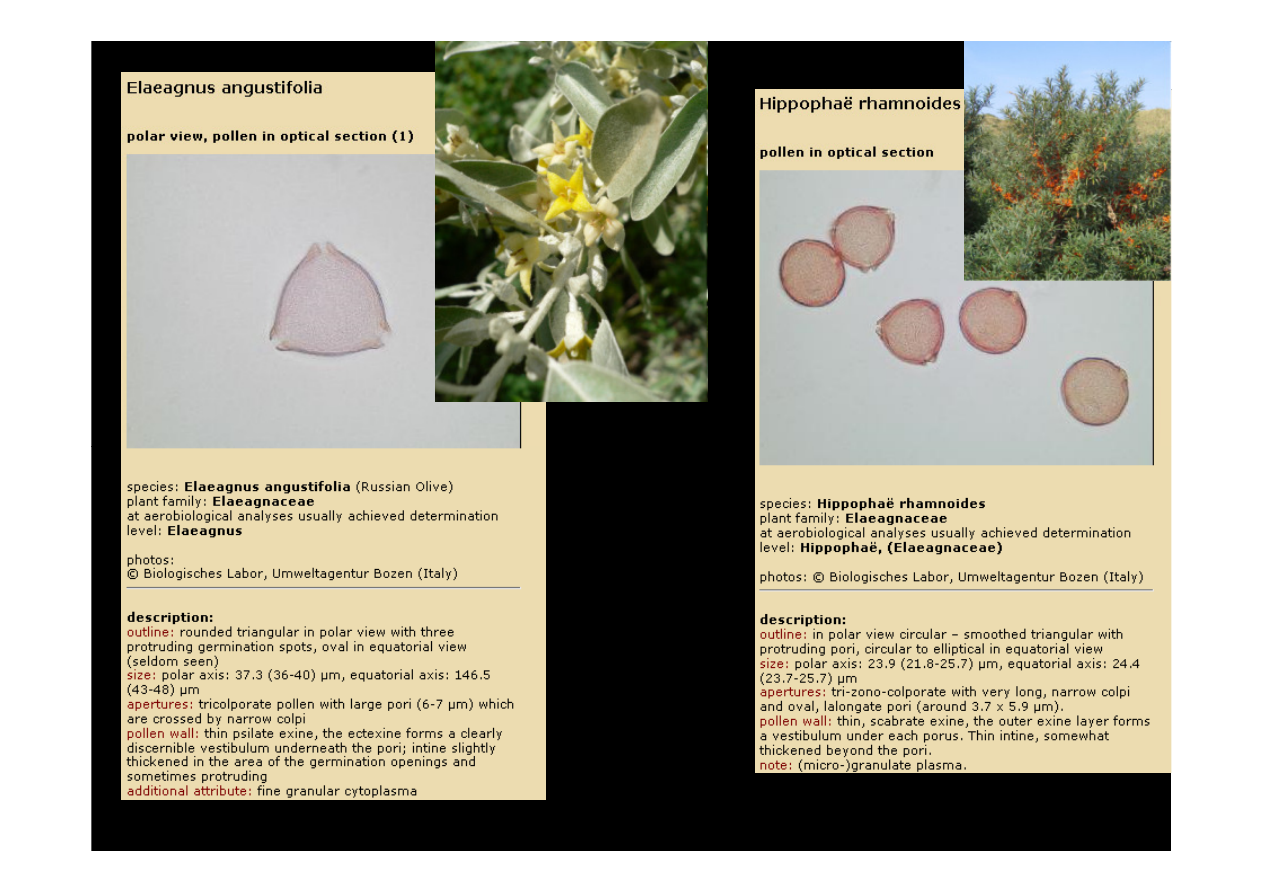 Elaeagnus angustifolia
polar view, pollen in optical section (1)
species: Elaeagnus angustifolia (Russian Olive)
plant family: Elaeagnaceae
at aerobiological analyses usually achieved determination
level: Elaeagnus
photos:
© Biologisches Labor, Umweltagentur Bozen (Italy)
description:
outline: rounded triangular in polar view with three
protruding germination spots, oval in equatorial view
(seldom seen)
size: polar axis: 37.3 (36-40) µm, equatorial axis: 146.5
(43-48) µm
apertures: tricolporate pollen with large pori (6-7 µm) which
are crossed by narrow colpi
pollen wall: thin psilate exine, the ectexine forms a clearly
discernible vestibulum underneath the pori; intine slightly
thickened in the area of the germination openings and
sometimes protruding
additional attribute: fine granular cytoplasma
Hippophaë rhamnoides
pollen in optical section
species: Hippophaë rhamnoides
plant family: Elaeagnaceae
at aerobiological analyses usually achieved determination
level: Hippophaë, (Elaeagnaceae)
photos: © Biologisches Labor, Umweltagentur Bozen (Italy)
description:
outline: in polar view circular – smoothed triangular with
protruding pori, circular to elliptical in equatorial view
size: polar axis: 23.9 (21.8-25.7) µm, equatorial axis: 24.4
(23.7-25.7) µm
apertures: tri-zono-colporate with very long, narrow colpi
and oval, lalongate pori (around 3.7 x 5.9 µm).
pollen wall: thin, scabrate exine, the outer exine layer forms
a vestibulum under each porus. Thin intine, somewhat
thickened beyond the pori.
note: (micro-)granulate plasma.